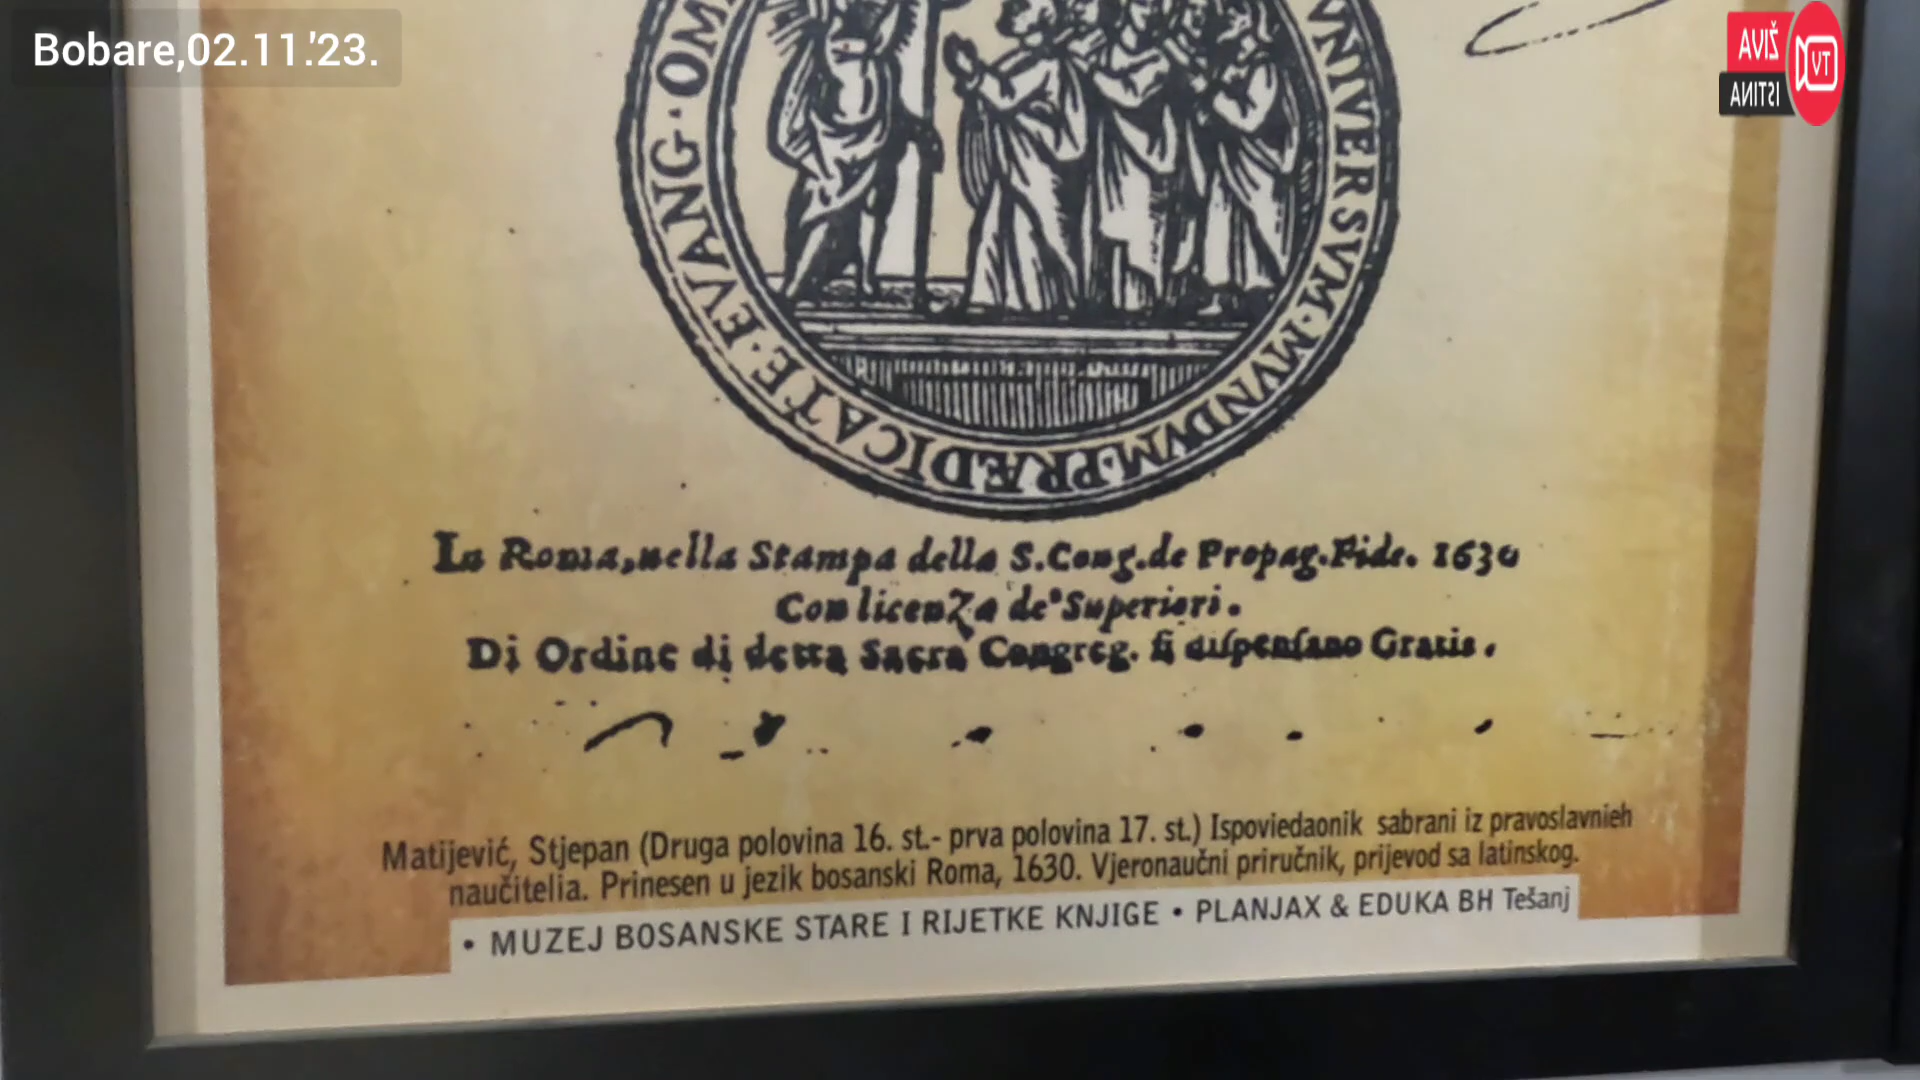 Bobare,02.11.'23.
ŽIVA
ISTINA
TV
EVANG · OM
VNIVERSVM · MVNDVM · PRÆDICATE
In Roma, nella Stampa della S. Cong. de Propag. Fide. 1630
Con licenza de' Superiori.
Di Ordine di detta Sacra Congreg. si dispensano Gratis.
Matijević, Stjepan (Druga polovina 16. st.- prva polovina 17. st.) Ispoviedaonik sabrani iz pravoslavnieh
naučitelia. Prinesen u jezik bosanski Roma, 1630. Vjeronaučni priručnik, prijevod sa latinskog.
• MUZEJ BOSANSKE STARE I RIJETKE KNJIGE • PLANJAX & EDUKA BH Tešanj